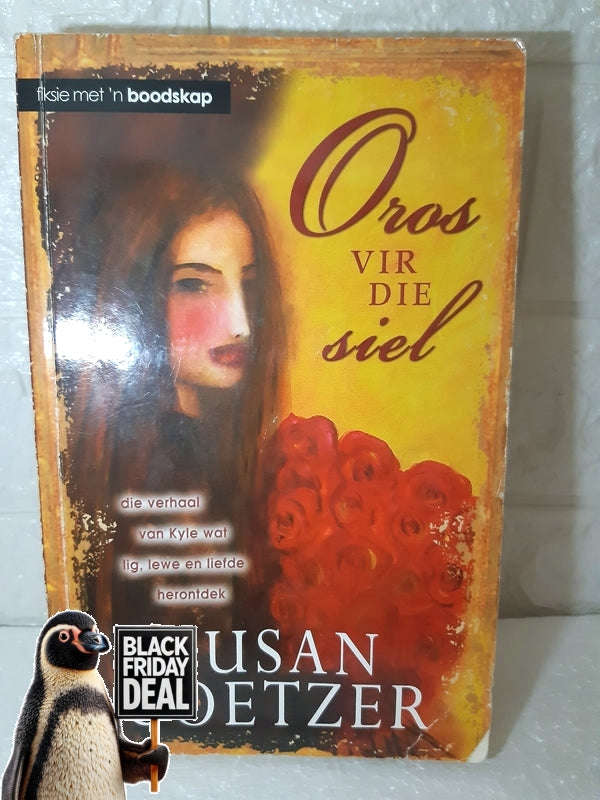 fiksie met 'n boodskap
Oros
VIR
DIE
siel
die verhaal
van Kyle wat
lig, lewe en liefde
herontdek
USAN
OETZER
BLACK
FRIDAY
DEAL